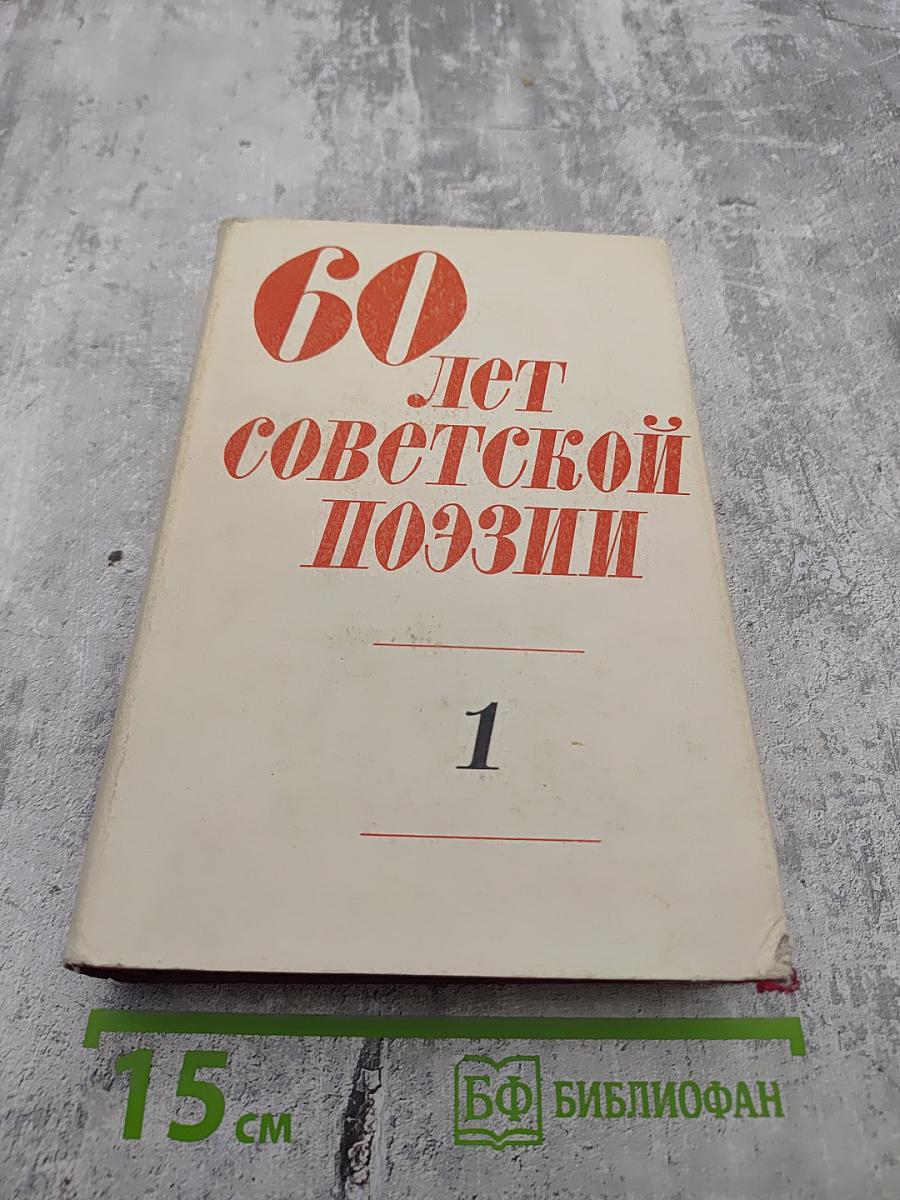 60
лет
советской
поэзии
1
15 см
БФ БИБЛИОФАН